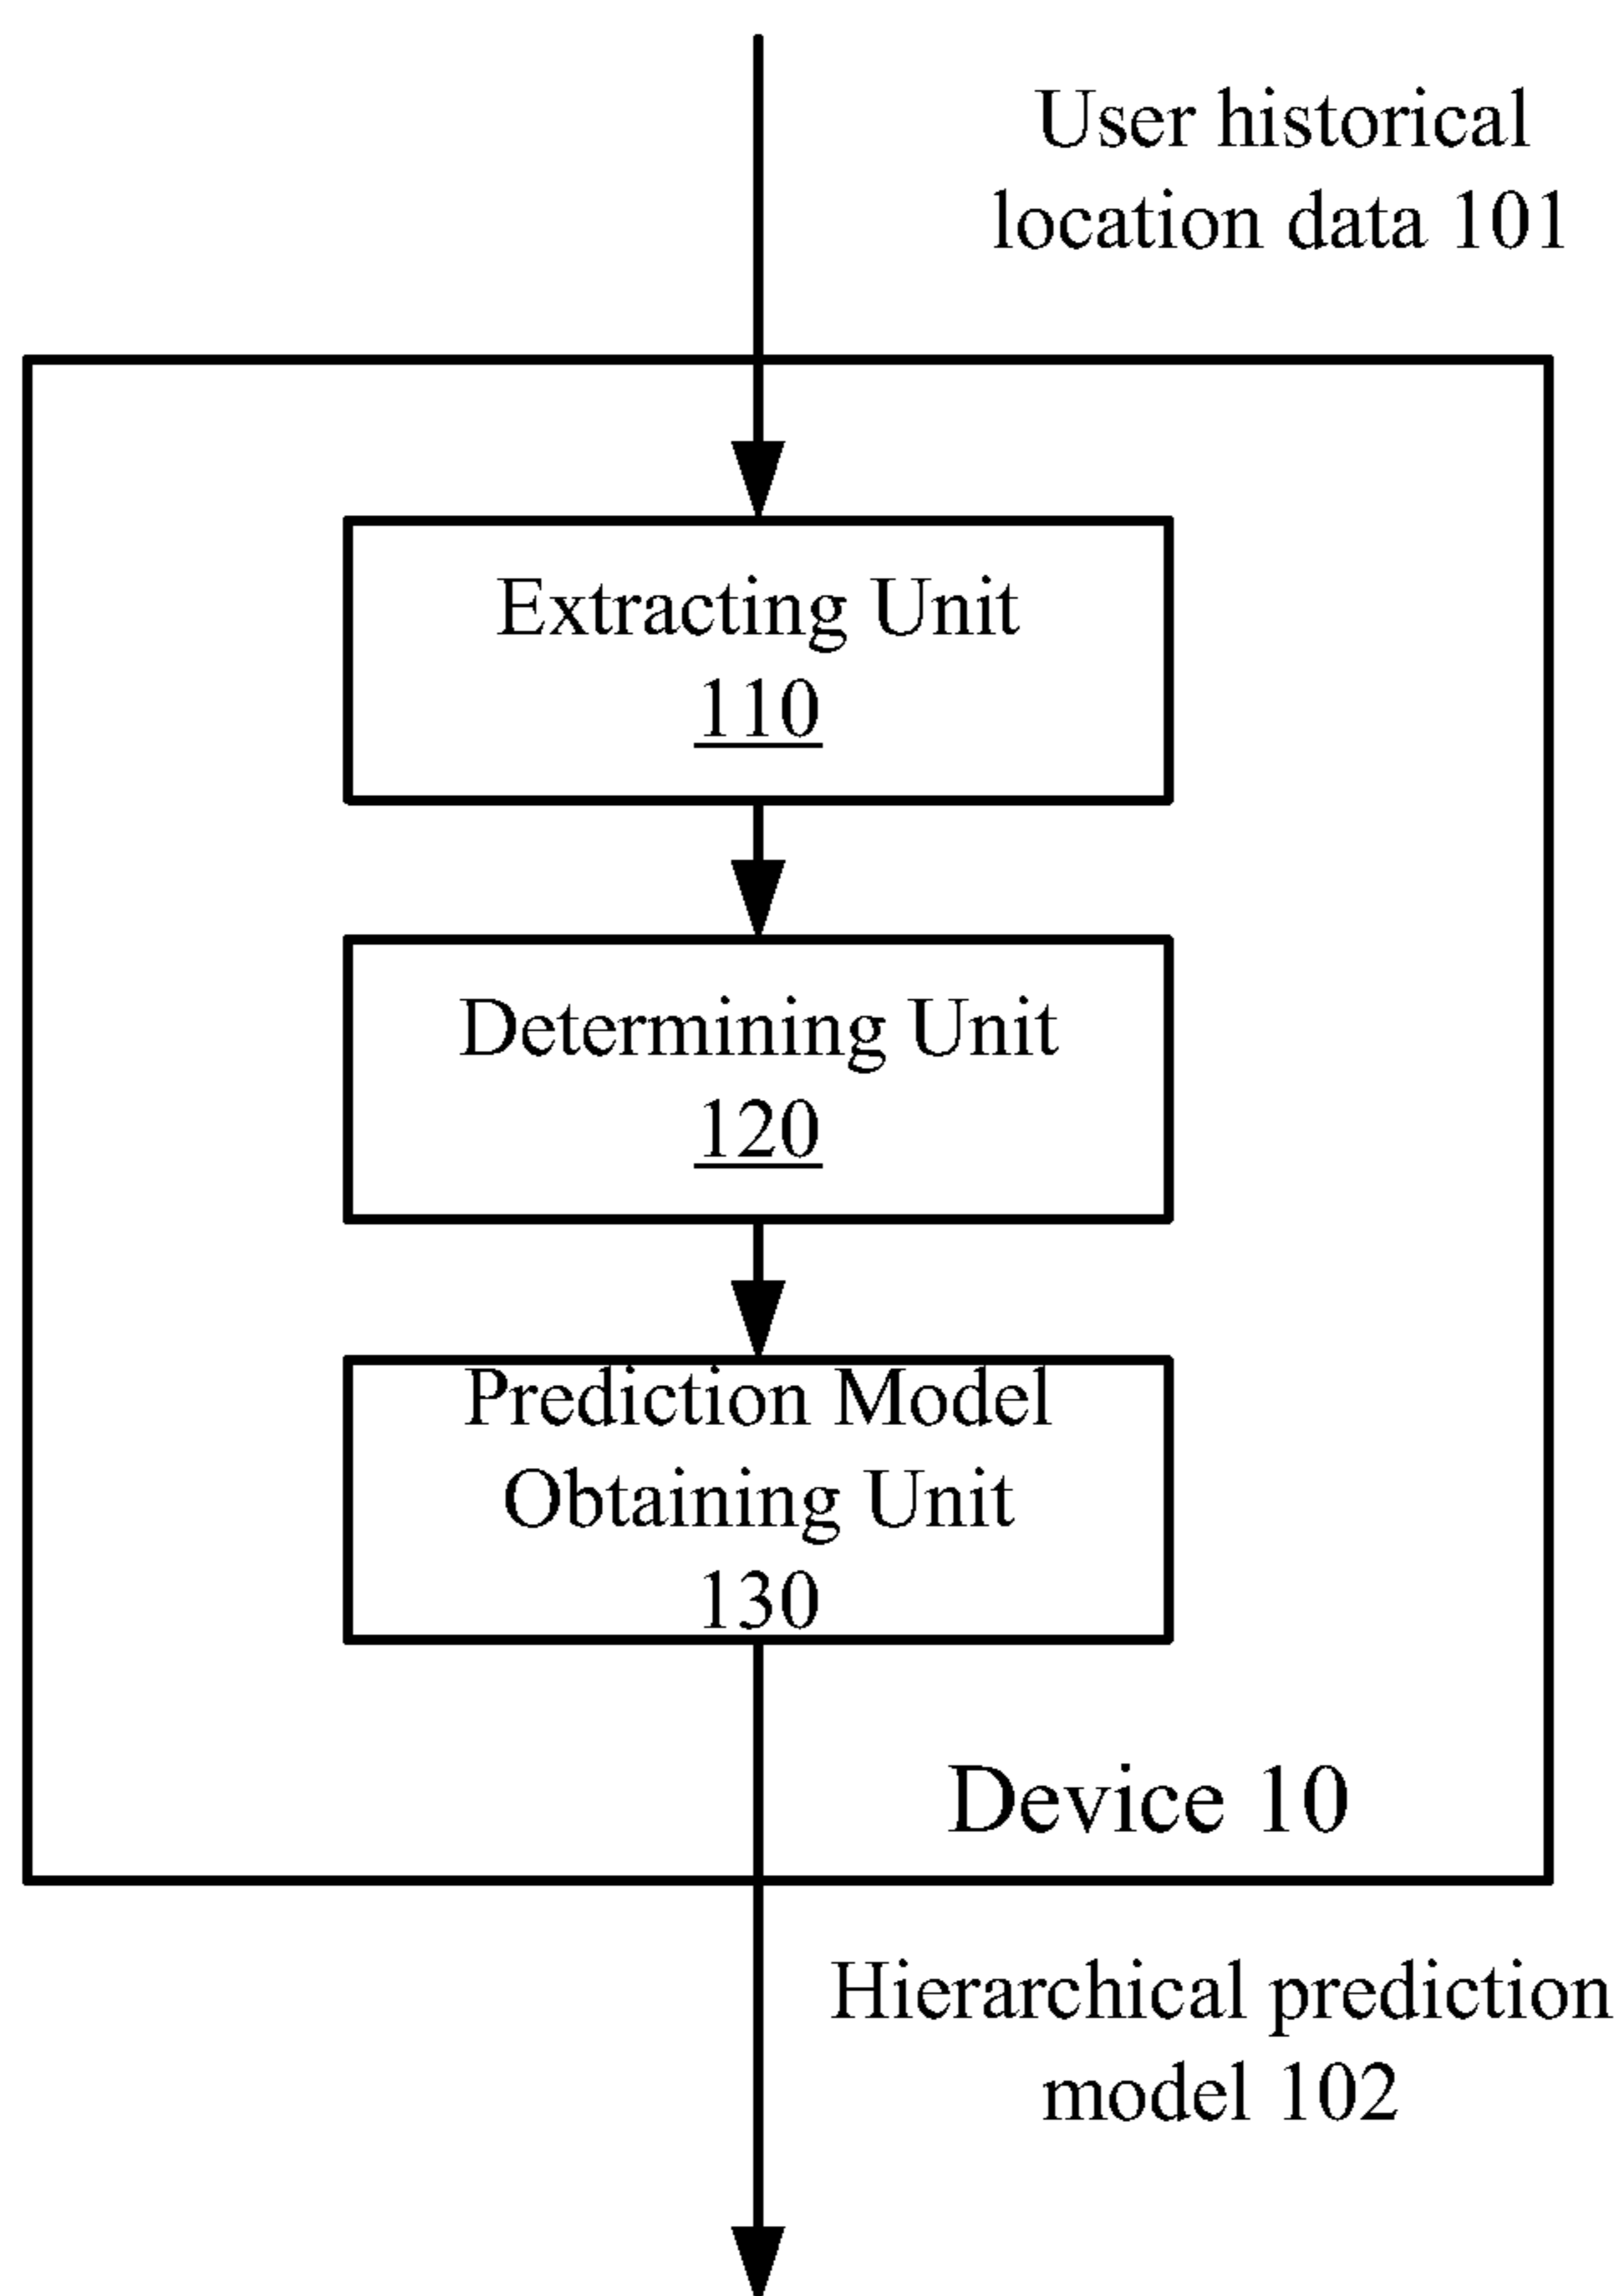 User historical
location data 101
Extracting Unit
110
Determining Unit
120
Prediction Model
Obtaining Unit
130
Device 10
Hierarchical prediction
model 102